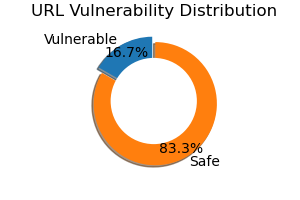 URL Vulnerability Distribution
Vulnerable
16.7%
83.3%
Safe